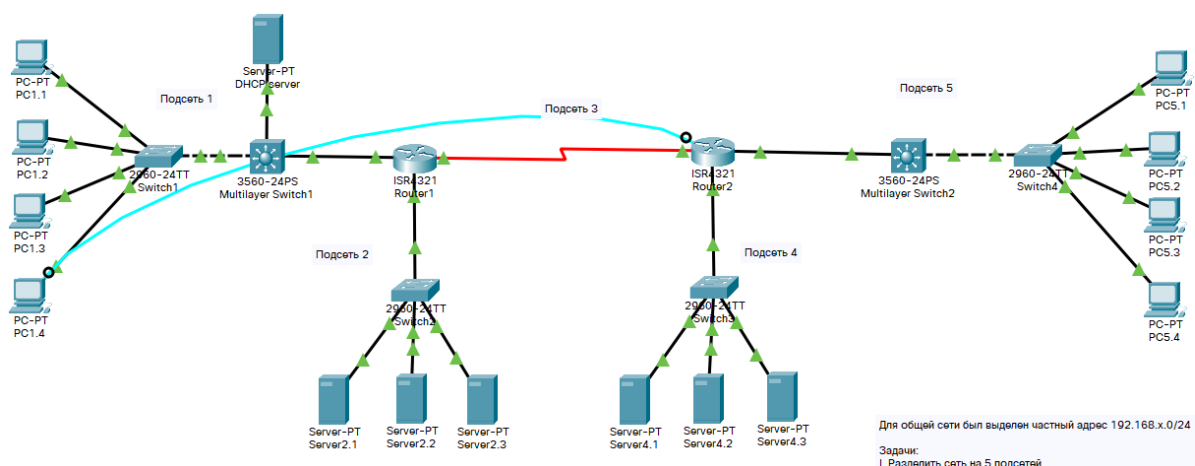 Server-PT
DHCP server
PC-PT
PC1.1
Подсеть 1
PC-PT
PC1.2
2960-24TT
Switch1
3560-24PS
Multilayer Switch1
ISR4321
Router1
PC-PT
PC1.3
PC-PT
PC1.4
Подсеть 2
2960-24TT
Switch2
Server-PT
Server2.1
Server-PT
Server2.2
Server-PT
Server2.3
Подсеть 3
ISR4321
Router2
Подсеть 4
2960-24TT
Switch3
Server-PT
Server4.1
Server-PT
Server4.2
Server-PT
Server4.3
Подсеть 5
3560-24PS
Multilayer Switch2
2960-24TT
Switch4
PC-PT
PC5.1
PC-PT
PC5.2
PC-PT
PC5.3
PC-PT
PC5.4
Для общей сети был выделен частный адрес 192.168.x.0/24
Задачи:
Разделить сеть на 5 подсетей